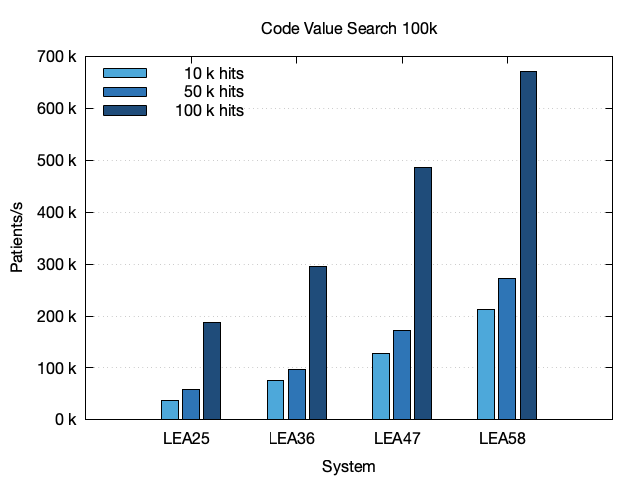 Code Value Search 100k
700 k
600 k
500 k
400 k
300 k
200 k
100 k
0 k
Patients/s
10 k hits
50 k hits
100 k hits
LEA25
LEA36
LEA47
LEA58
System